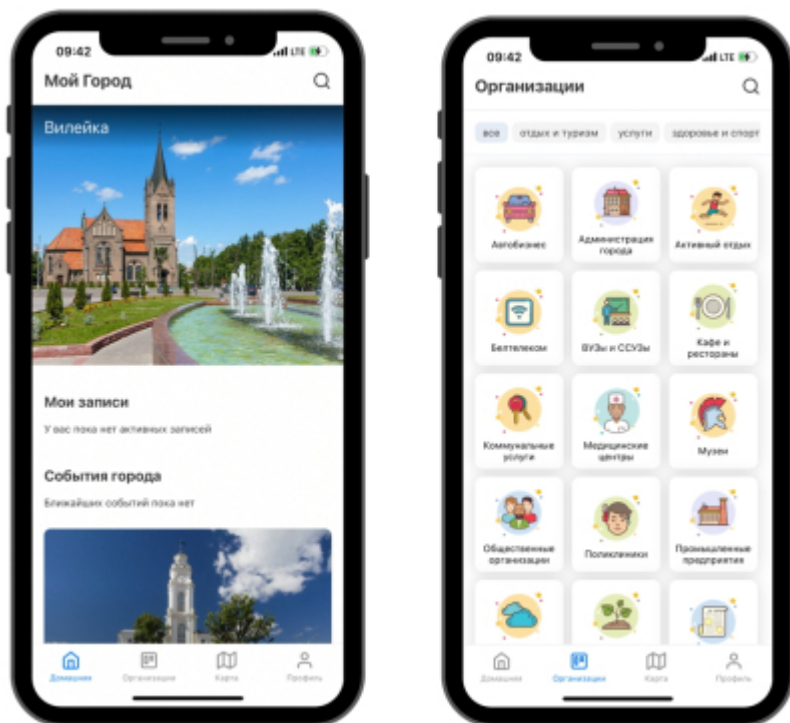 09:42
LTE
Мой Город
Вилейка
Мои записи
У вас пока нет активных записей
События города
Ближайших событий пока нет
Домашняя
Организации
Карта
Профиль
09:42
LTE
Организации
все
отдых и туризм
услуги
здоровье и спорт
Автобизнес
Администрация
города
Активный отдых
Белтелеком
ВУЗы и ССУЗы
Кафе и
рестораны
Коммунальные
услуги
Медицинские
центры
Музеи
Общественные
организации
Поликлиники
Промышленные
предприятия
Домашняя
Организации
Карта
Профиль